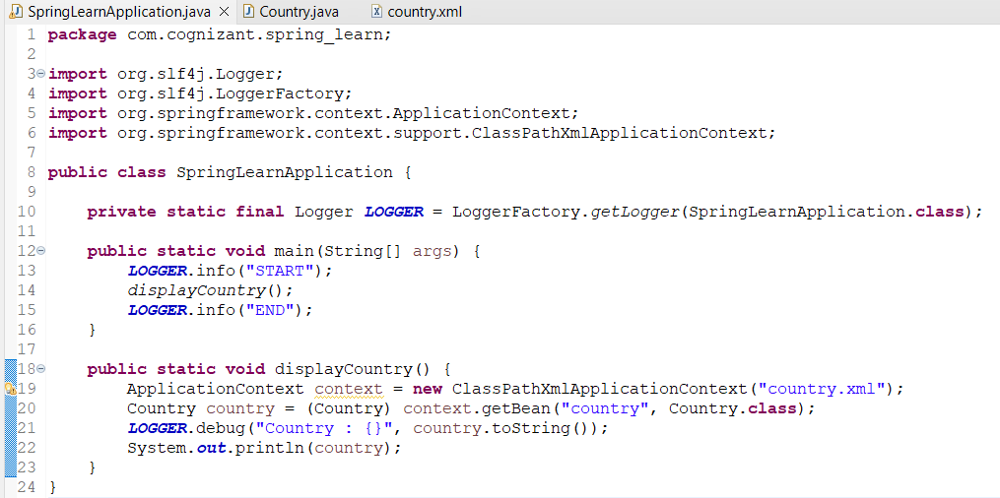 SpringLearnApplication.java Country.java country.xml
1 package com.cognizant.spring_learn;
2
3 import org.slf4j.Logger;
4 import org.slf4j.LoggerFactory;
5 import org.springframework.context.ApplicationContext;
6 import org.springframework.context.support.ClassPathXmlApplicationContext;
7
8 public class SpringLearnApplication {
9
10     private static final Logger LOGGER = LoggerFactory.getLogger(SpringLearnApplication.class);
11
12     public static void main(String[] args) {
13         LOGGER.info("START");
14         displayCountry();
15         LOGGER.info("END");
16     }
17
18     public static void displayCountry() {
19         ApplicationContext context = new ClassPathXmlApplicationContext("country.xml");
20         Country country = (Country) context.getBean("country", Country.class);
21         LOGGER.debug("Country : {}", country.toString());
22         System.out.println(country);
23     }
24 }